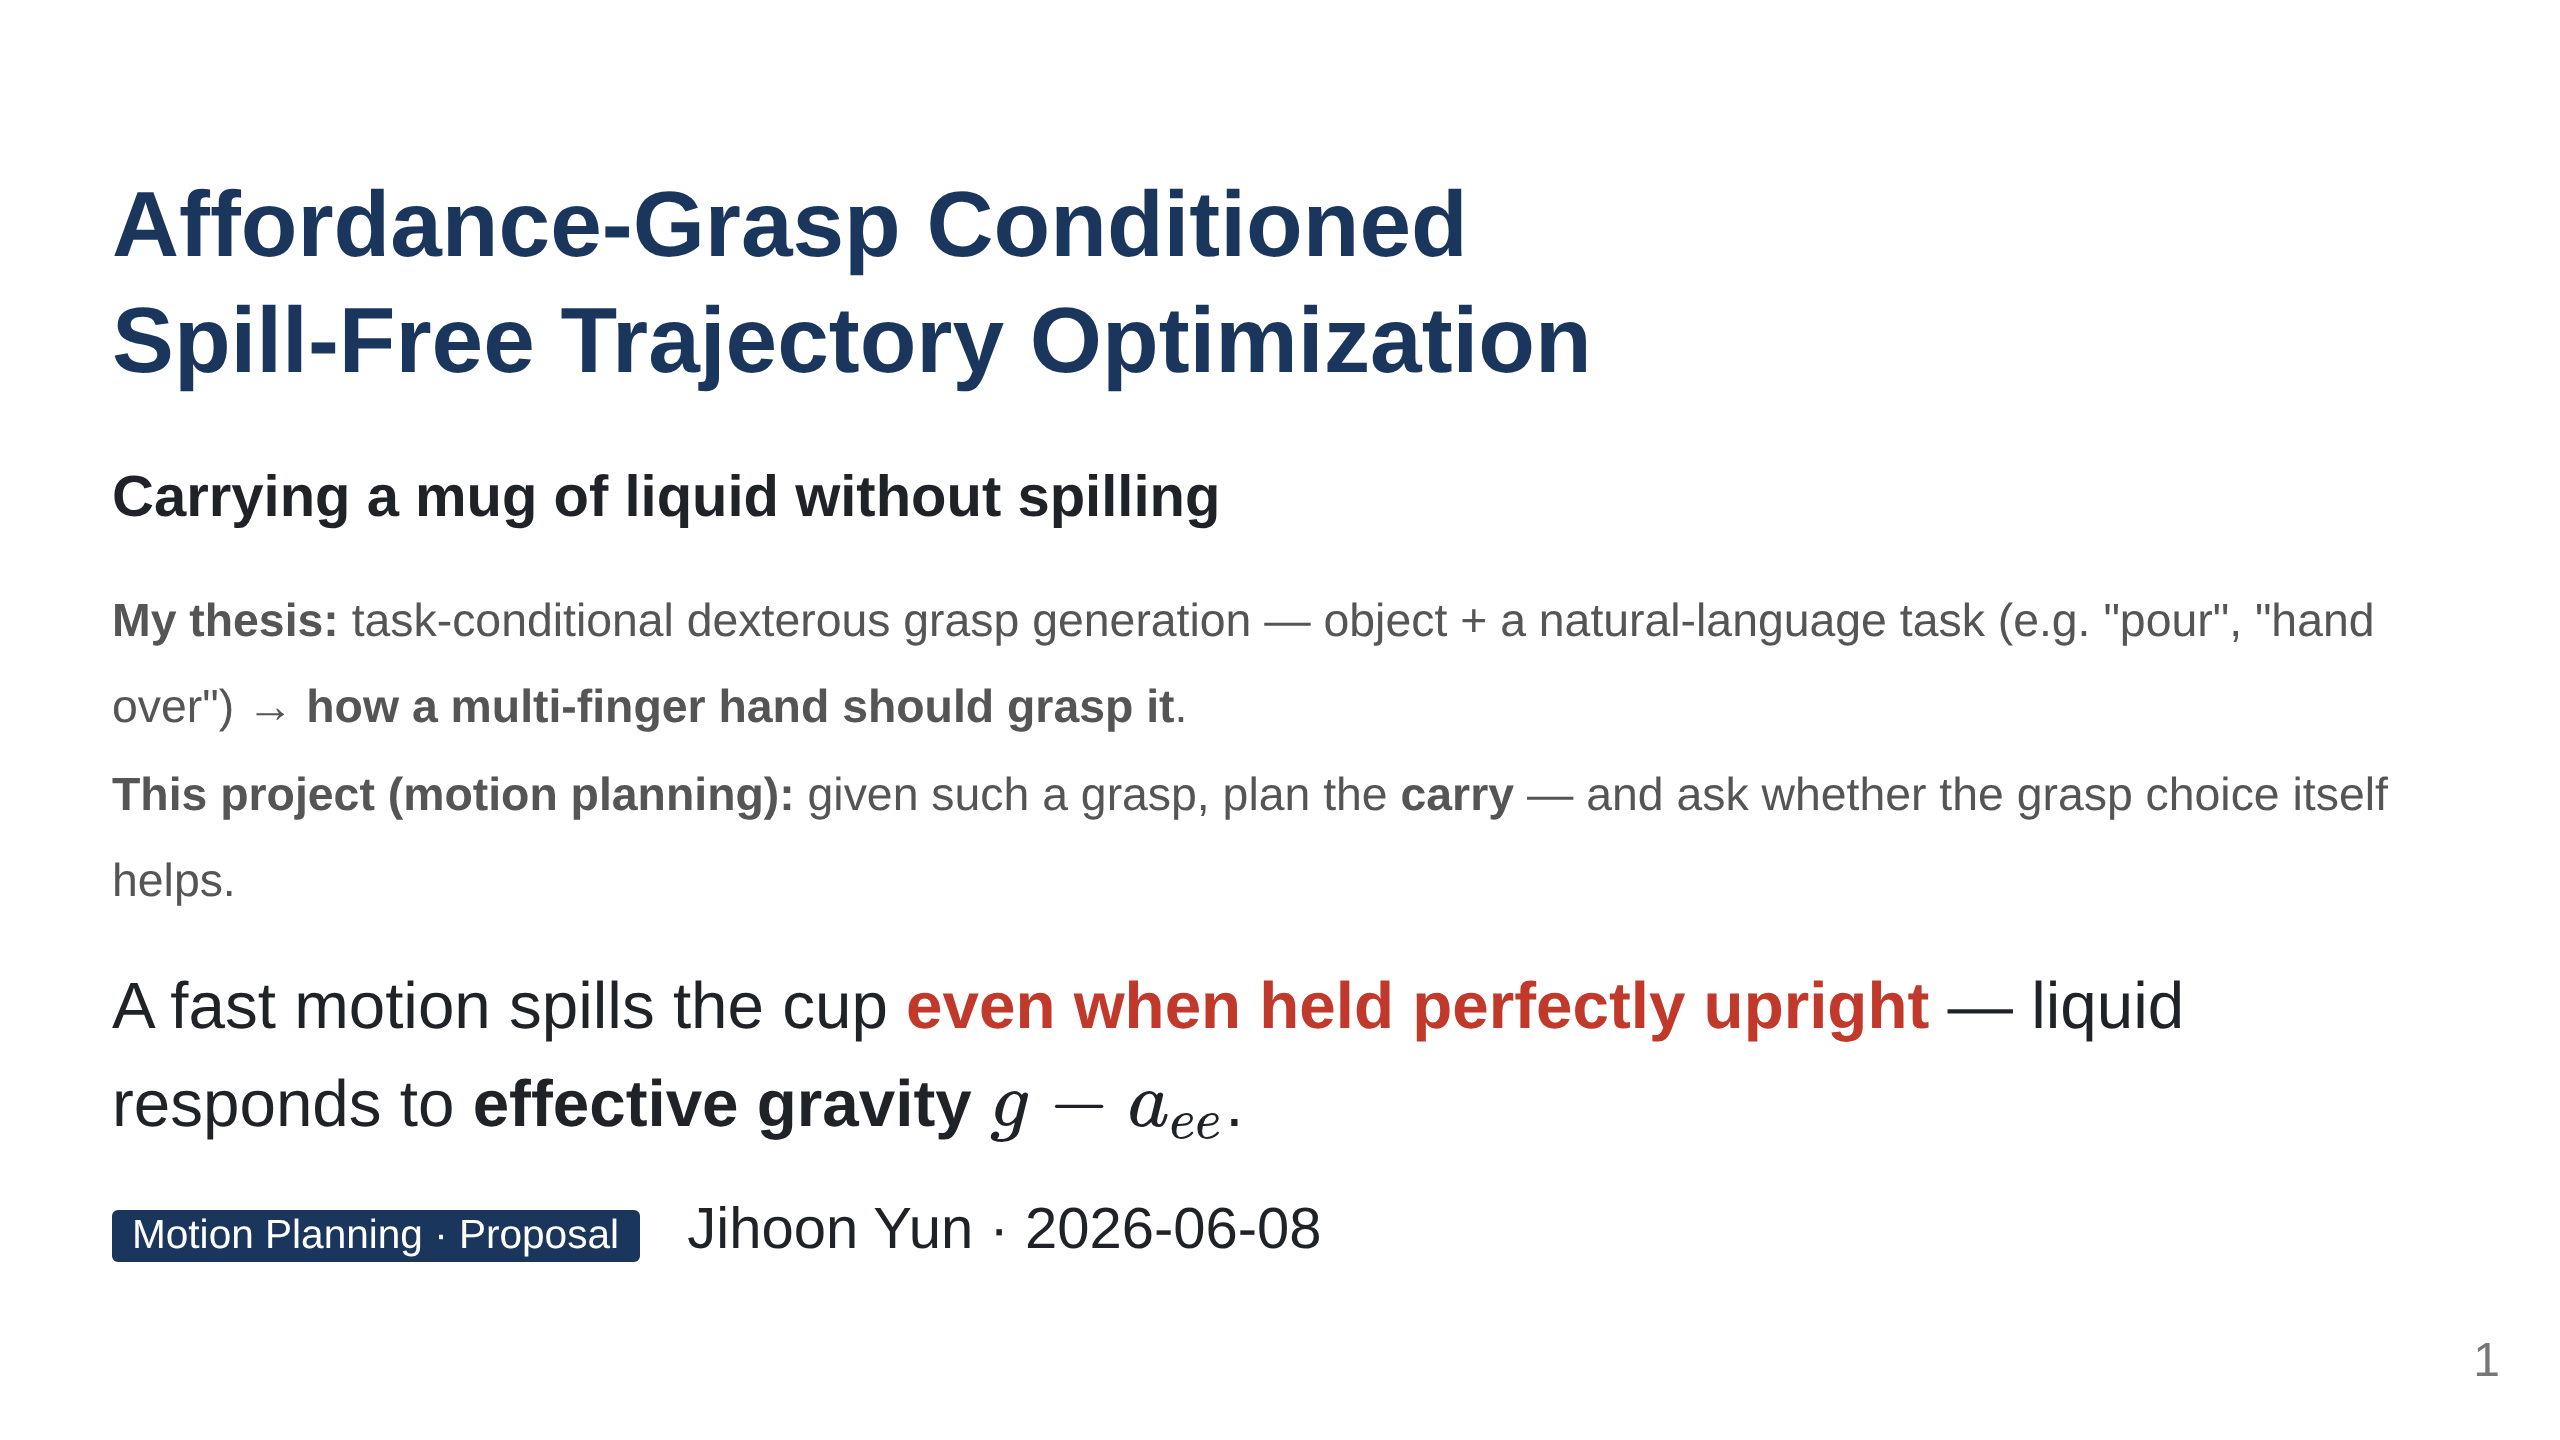 Affordance-Grasp Conditioned
Spill-Free Trajectory Optimization
Carrying a mug of liquid without spilling
My thesis: task-conditional dexterous grasp generation — object + a natural-language task (e.g. "pour", "hand
over") → how a multi-finger hand should grasp it.
This project (motion planning): given such a grasp, plan the carry — and ask whether the grasp choice itself
helps.
A fast motion spills the cup even when held perfectly upright — liquid
responds to effective gravity g − a_ee.
Motion Planning · Proposal Jihoon Yun · 2026-06-08
1